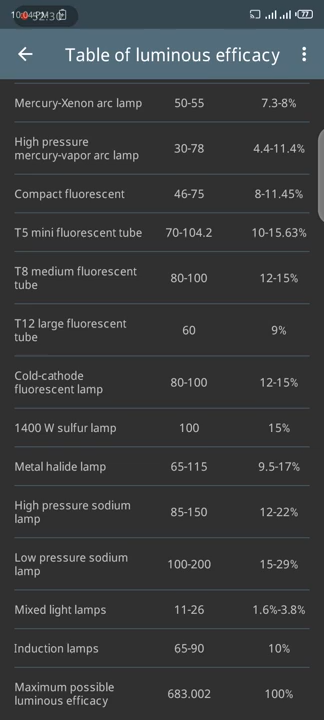 Table of luminous efficacy
Mercury-Xenon arc lamp 50-55 7.3-8%
High pressure
mercury-vapor arc lamp 30-78 4.4-11.4%
Compact fluorescent 46-75 8-11.45%
T5 mini fluorescent tube 70-104.2 10-15.63%
T8 medium fluorescent
tube 80-100 12-15%
T12 large fluorescent
tube 60 9%
Cold-cathode
fluorescent lamp 80-100 12-15%
1400 W sulfur lamp 100 15%
Metal halide lamp 65-115 9.5-17%
High pressure sodium
lamp 85-150 12-22%
Low pressure sodium
lamp 100-200 15-29%
Mixed light lamps 11-26 1.6%-3.8%
Induction lamps 65-90 10%
Maximum possible
luminous efficacy 683.002 100%